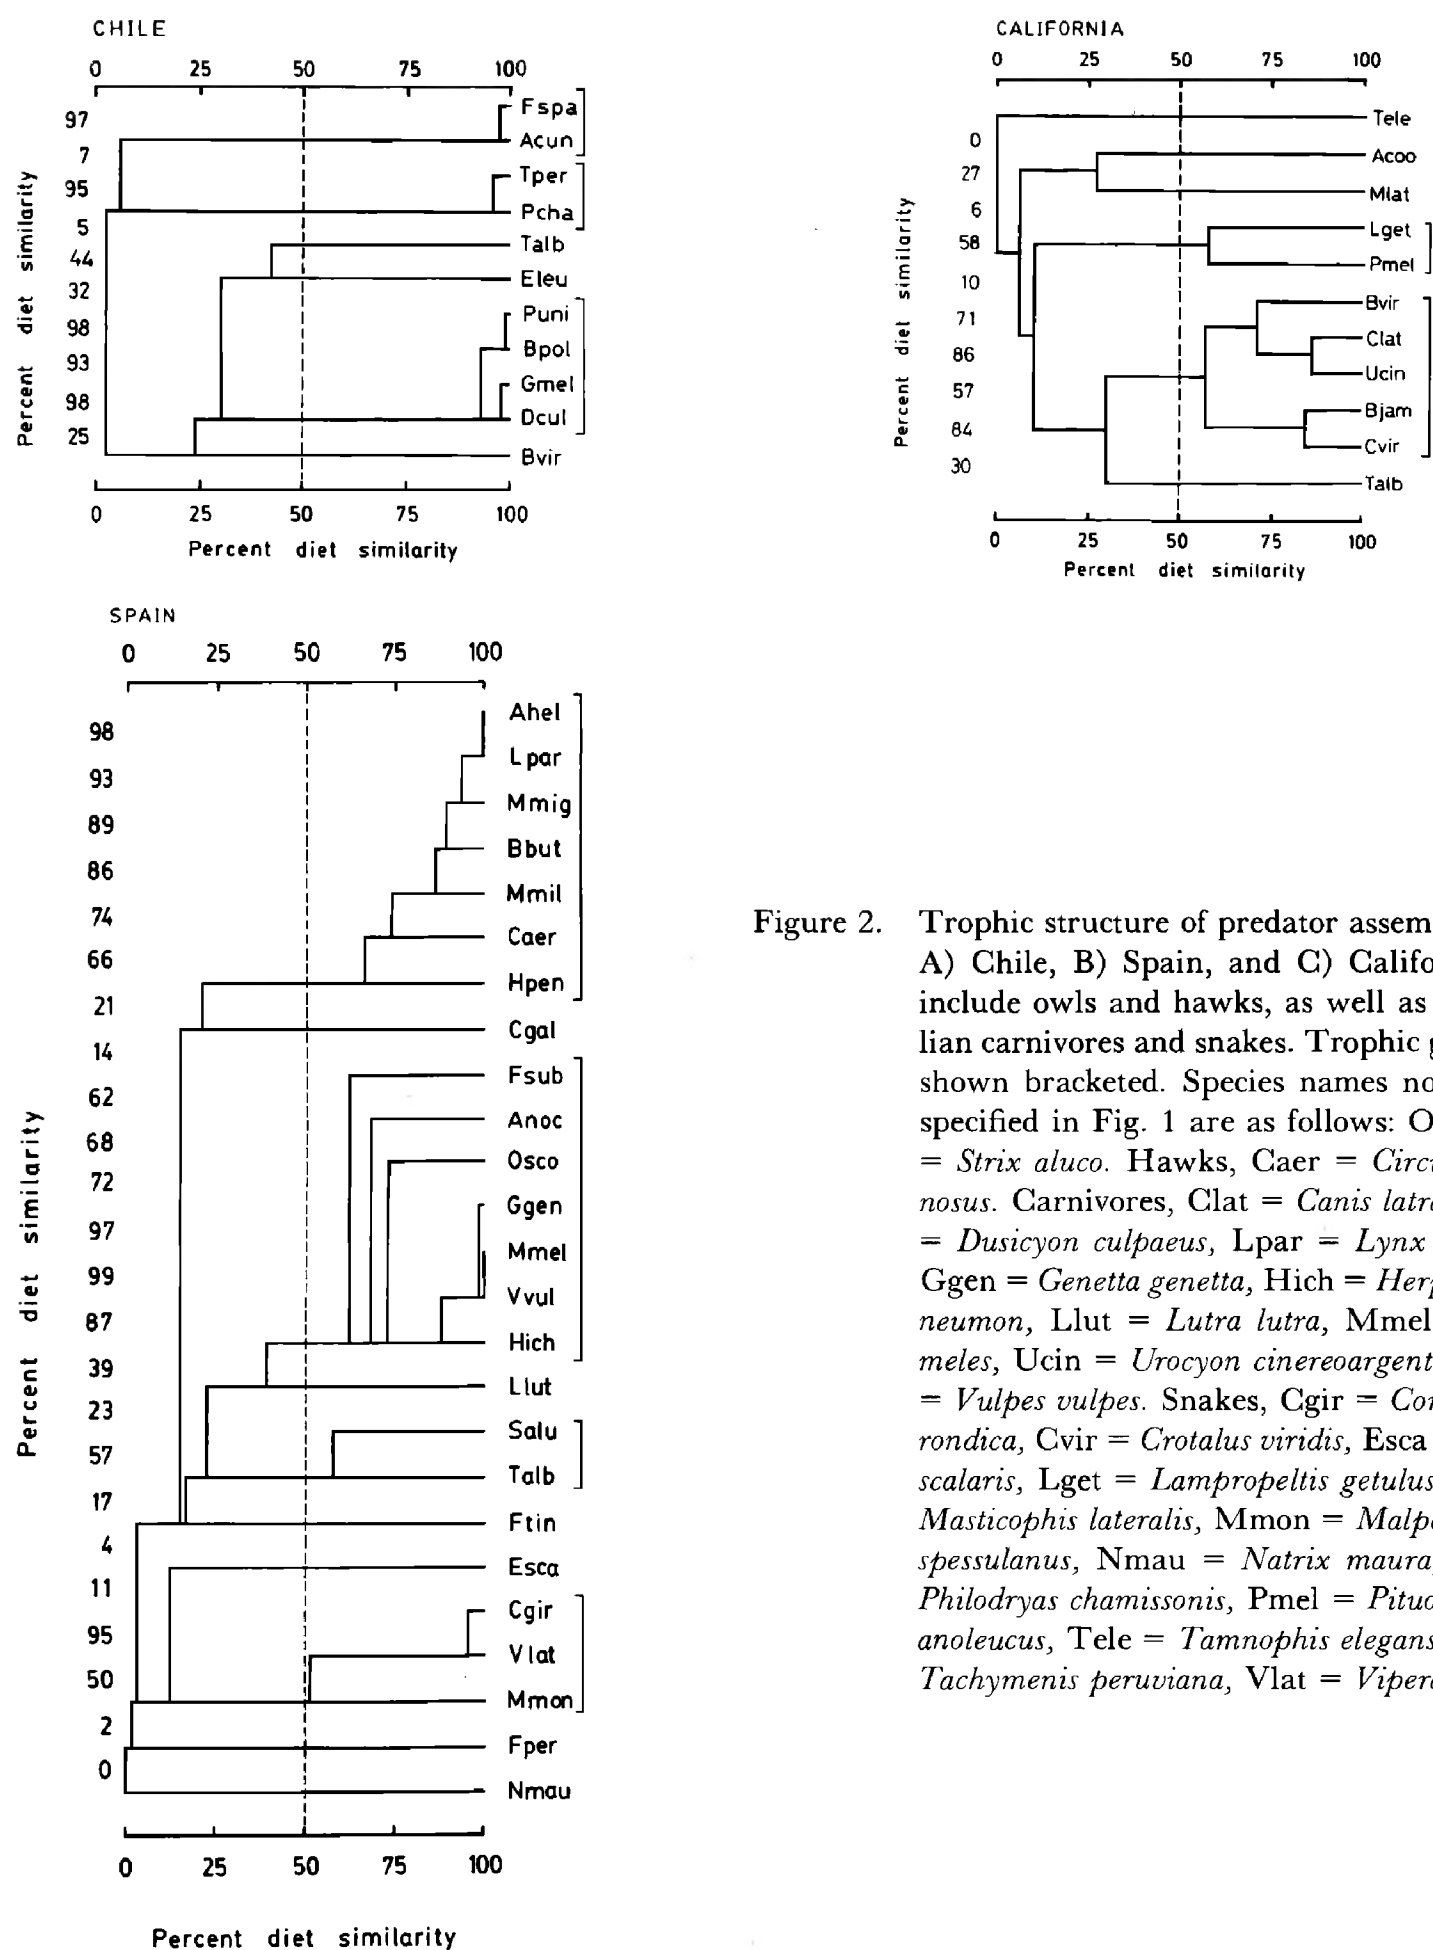 CHILE
0 25 50 75 100
97
7
95
5
44
32
98
93
98
25
Percent diet similarity
Fspa
Acun
Tper
Pcha
Talb
Eleu
Puni
Bpol
Gmel
Dcul
Bvir
0 25 50 75 100
Percent diet similarity
CALIFORNIA
0 25 50 75 100
0
27
6
58
10
71
86
57
84
30
Percent diet similarity
Tele
Acoo
Mlat
Lget
Pmel
Bvir
Clat
Ucin
Bjam
Cvir
Talb
0 25 50 75 100
Percent diet similarity
SPAIN
0 25 50 75 100
98
93
89
86
74
66
21
14
62
68
72
97
99
87
39
23
57
17
4
11
95
50
2
0
Percent diet similarity
Ahel
Lpar
Mmig
Bbut
Mmil
Caer
Hpen
Cgal
Fsub
Anoc
Osco
Ggen
Mmel
Vvul
Hich
Llut
Salu
Talb
Ftin
Esca
Cgir
Vlat
Mmon
Fper
Nmau
0 25 50 75 100
Percent diet similarity
Figure 2. Trophic structure of predator assem
A) Chile, B) Spain, and C) Califo
include owls and hawks, as well as
lian carnivores and snakes. Trophic g
shown bracketed. Species names no
specified in Fig. 1 are as follows: O
= Strix aluco. Hawks, Caer = Circ
nosus. Carnivores, Clat = Canis latr
= Dusicyon culpaeus, Lpar = Lynx
Ggen = Genetta genetta, Hich = Her
neumon, Llut = Lutra lutra, Mmel
meles, Ucin = Urocyon cinereoargent
= Vulpes vulpes. Snakes, Cgir = Cor
rondica, Cvir = Crotalus viridis, Esca
scalaris, Lget = Lampropeltis getulus
Masticophis lateralis, Mmon = Malp
spessulanus, Nmau = Natrix maura,
Philodryas chamissonis, Pmel = Pituo
anoleucus, Tele = Tamnophis elegans
Tachymenis peruviana, Vlat = Viper